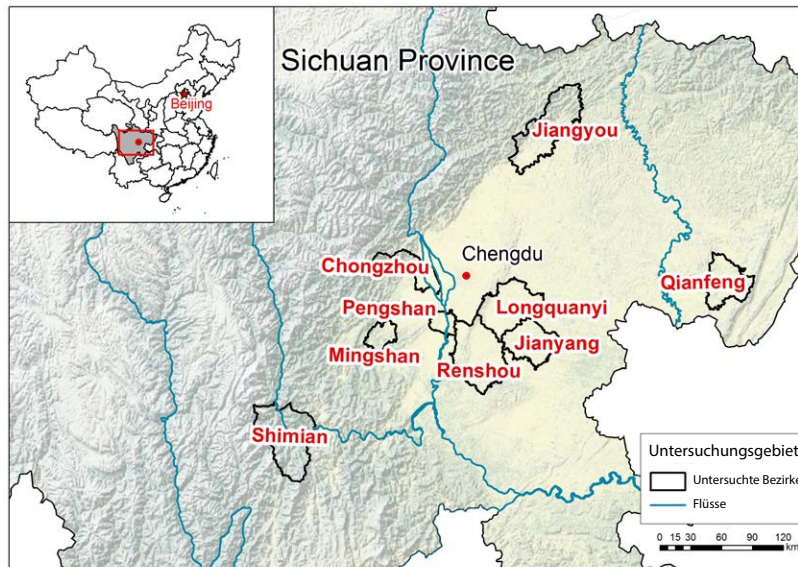 Sichuan Province
Beijing
Jiangyou
Chongzhou
Chengdu
Qianfeng
Pengshan
Longquanyi
Mingshan
Jianyang
Renshou
Shimian
Untersuchungsgebiet
Untersuchte Bezirke
Flüsse
0 15 30 60 90 120
km